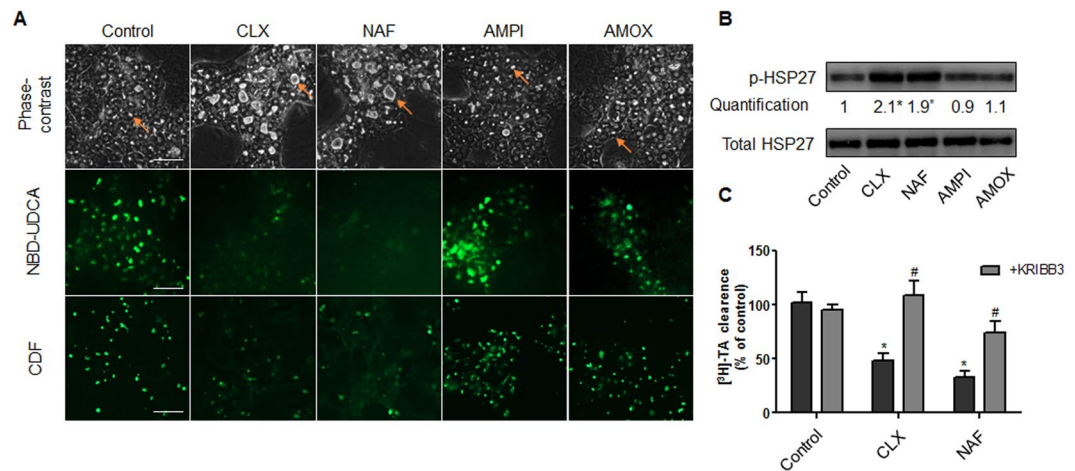 A
Control CLX NAF AMPI AMOX
Phase-
contrast
NBD-UDCA
CDF
B
p-HSP27
Quantification 1 2.1* 1.9* 0.9 1.1
Total HSP27
Control CLX NAF AMPI AMOX
C
[³H]-TA clearence
(% of control)
150
100
50
0
+KRIBB3
* # * #
Control CLX NAF